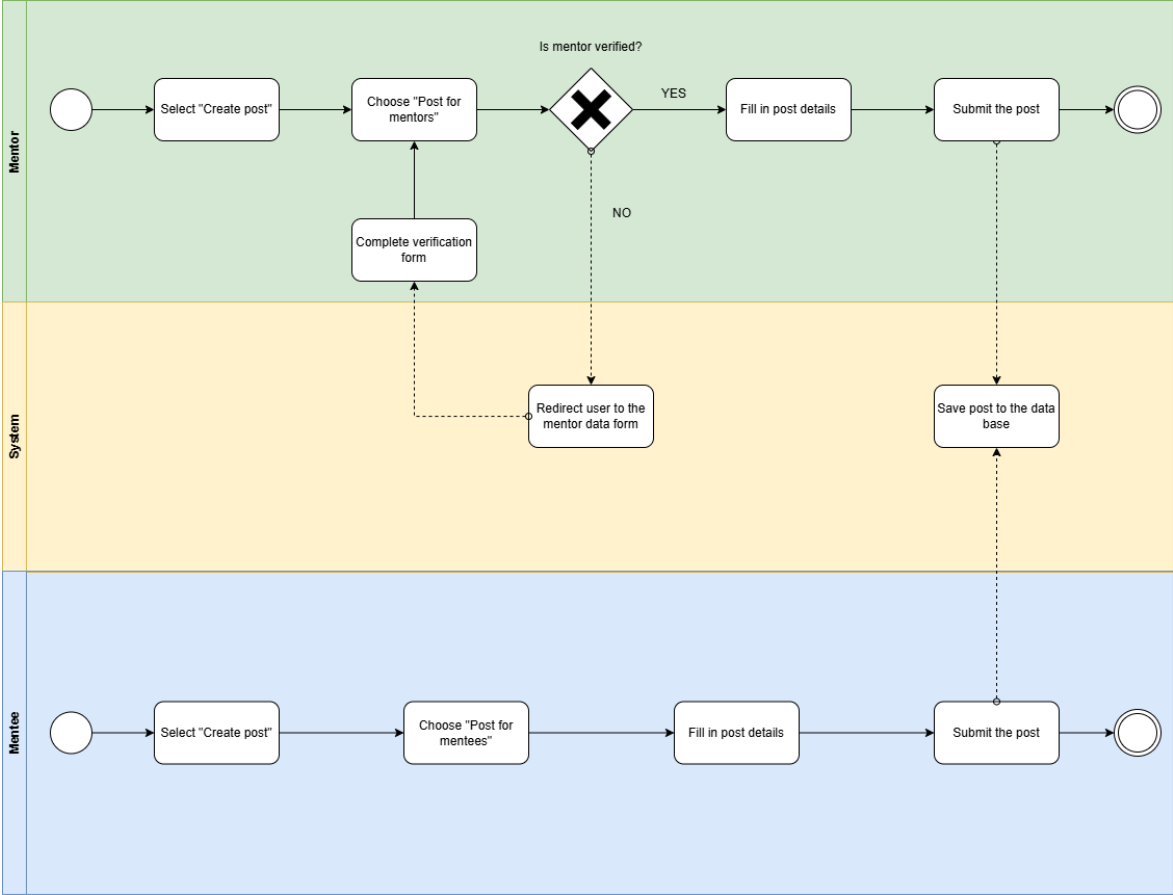 Mentor
Is mentor verified?
Select "Create post"
Choose "Post for
mentors"
YES
Fill in post details
Submit the post
NO
Complete verification
form
System
Redirect user to the
mentor data form
Save post to the data
base
Mentee
Select "Create post"
Choose "Post for
mentees"
Fill in post details
Submit the post